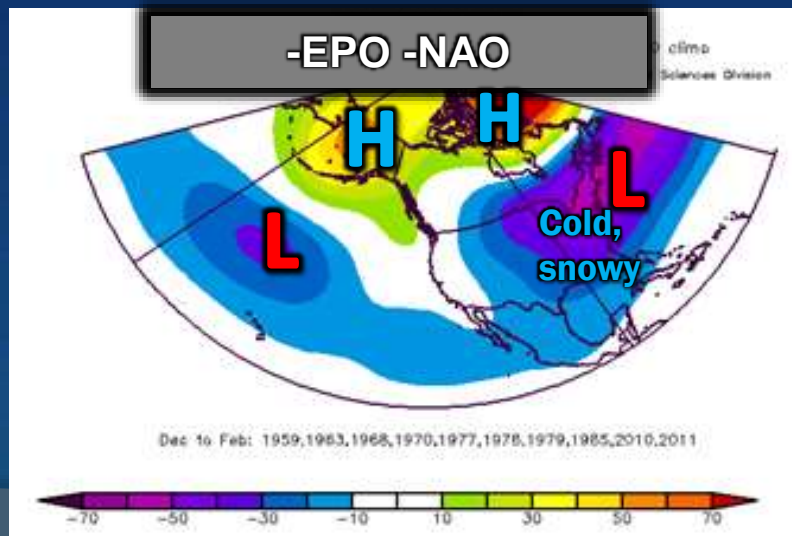 -EPO -NAO
climo
Sciences Division
H
H
L
L
Cold,
snowy
Dec to Feb: 1959,1963,1968,1970,1977,1978,1979,1985,2010,2011
-70 -50 -30 -10 10 30 50 70